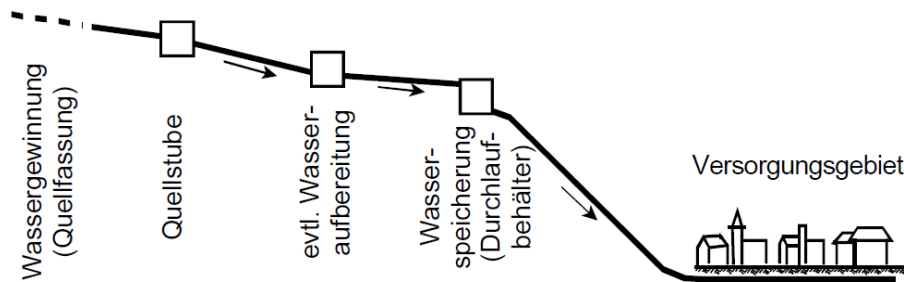 Wassergewinnung
(Quellfassung)
Quellstube
evtl. Wasser-
aufbereitung
Wasser-
speicherung
(Durchlauf-
behälter)
Versorgungsgebiet